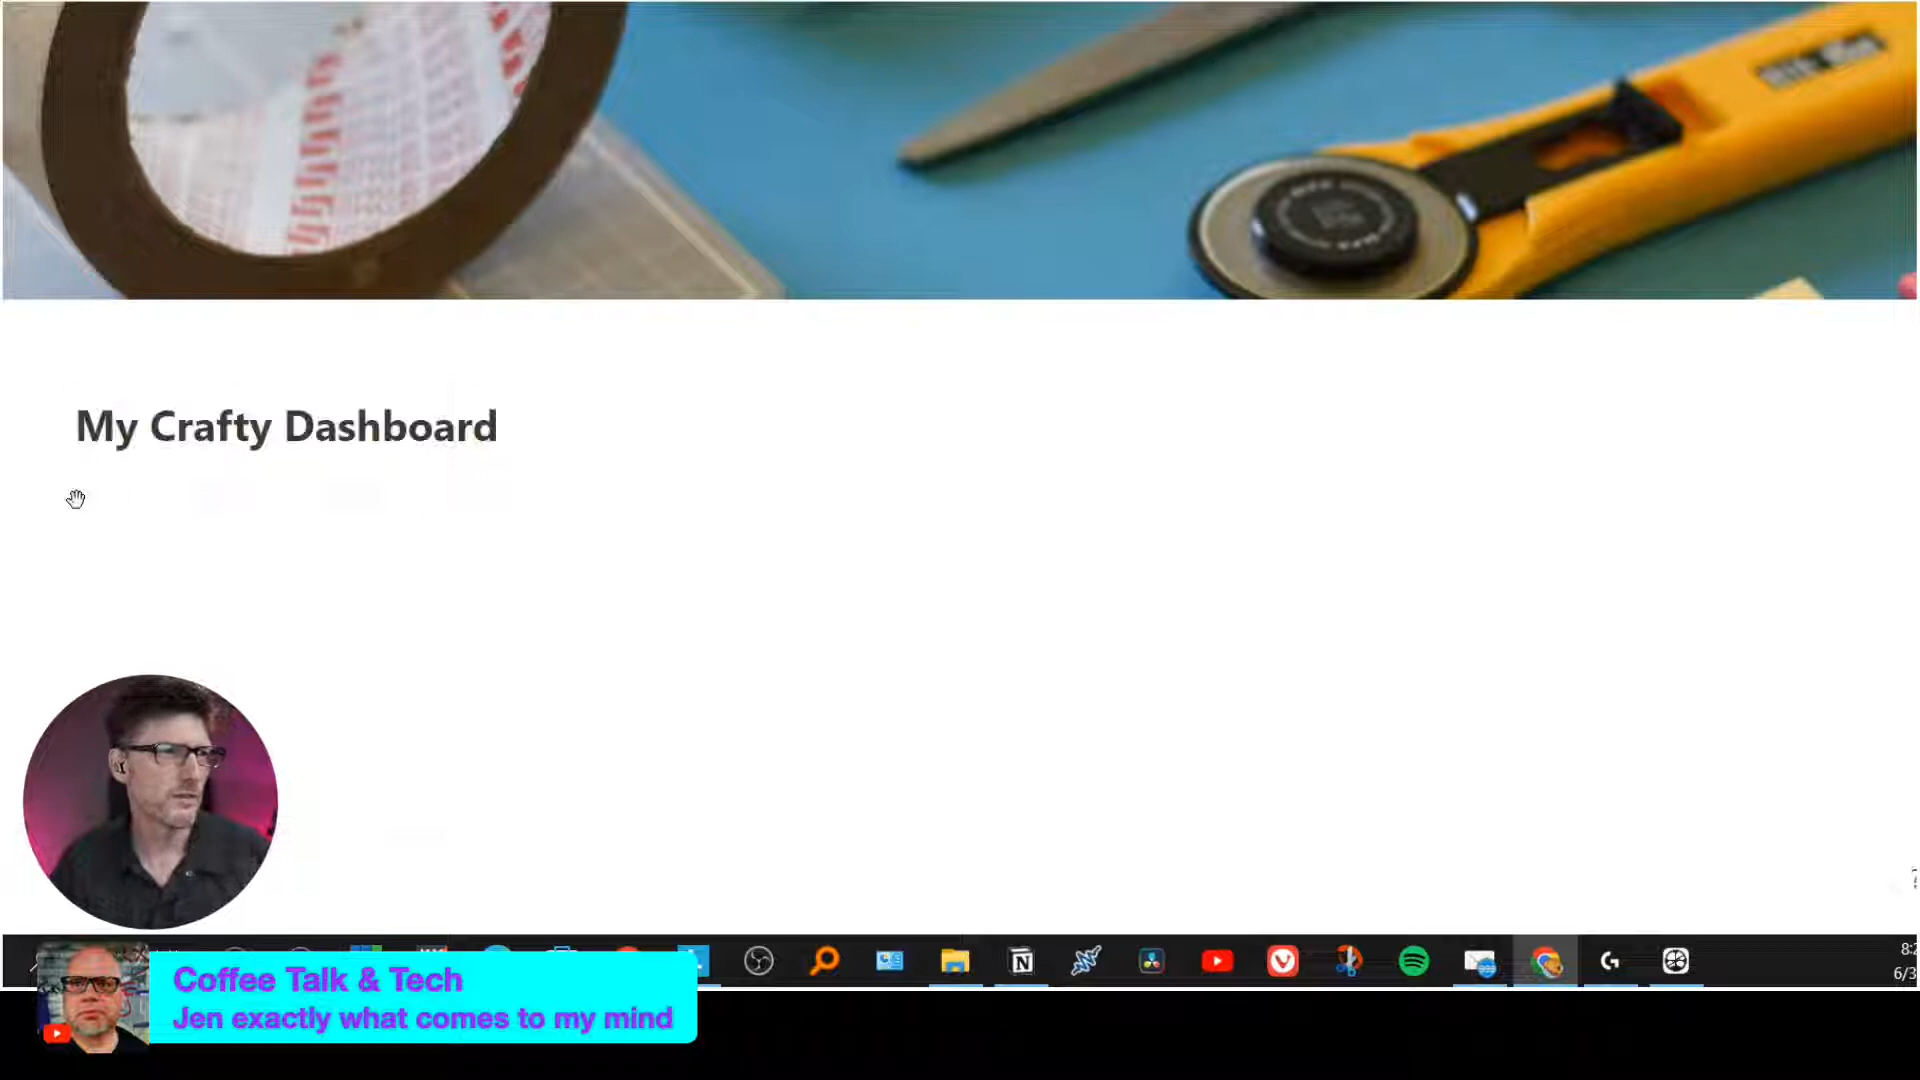 My Crafty Dashboard
Coffee Talk & Tech
Jen exactly what comes to my mind